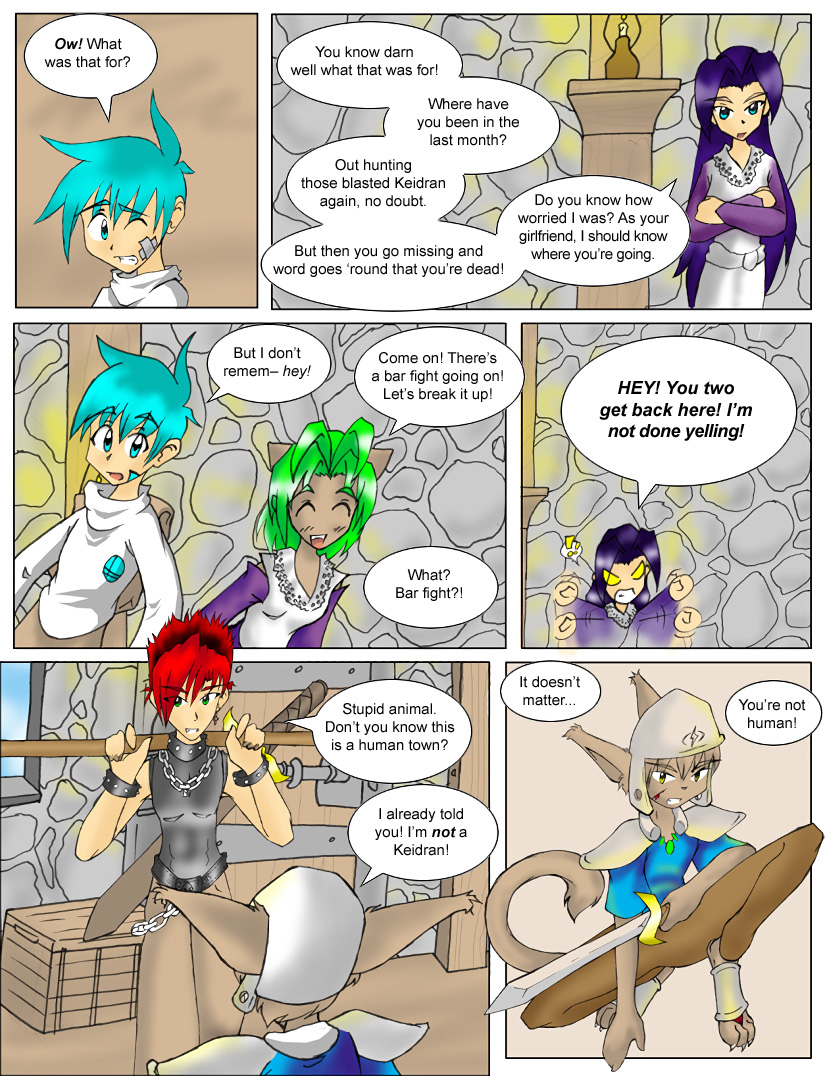 Ow! What
was that for?
You know darn
well what that was for!
Where have
you been in the
last month?
Out hunting
those blasted Keidran
again, no doubt.
But then you go missing and
word goes ‘round that you’re dead!
Do you know how
worried I was? As your
girlfriend, I should know
where you’re going.
But I don’t
remem– hey!
Come on! There’s
a bar fight going on!
Let’s break it up!
What?
Bar fight?!
HEY! You two
get back here! I’m
not done yelling!
!!
Stupid animal.
Don’t you know this
is a human town?
I already told
you! I’m not a
Keidran!
It doesn’t
matter...
You’re not
human!